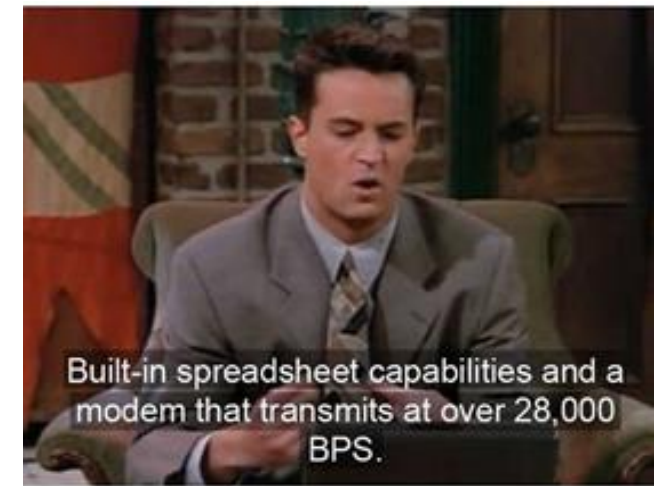 Built-in spreadsheet capabilities and a
modem that transmits at over 28,000
BPS.